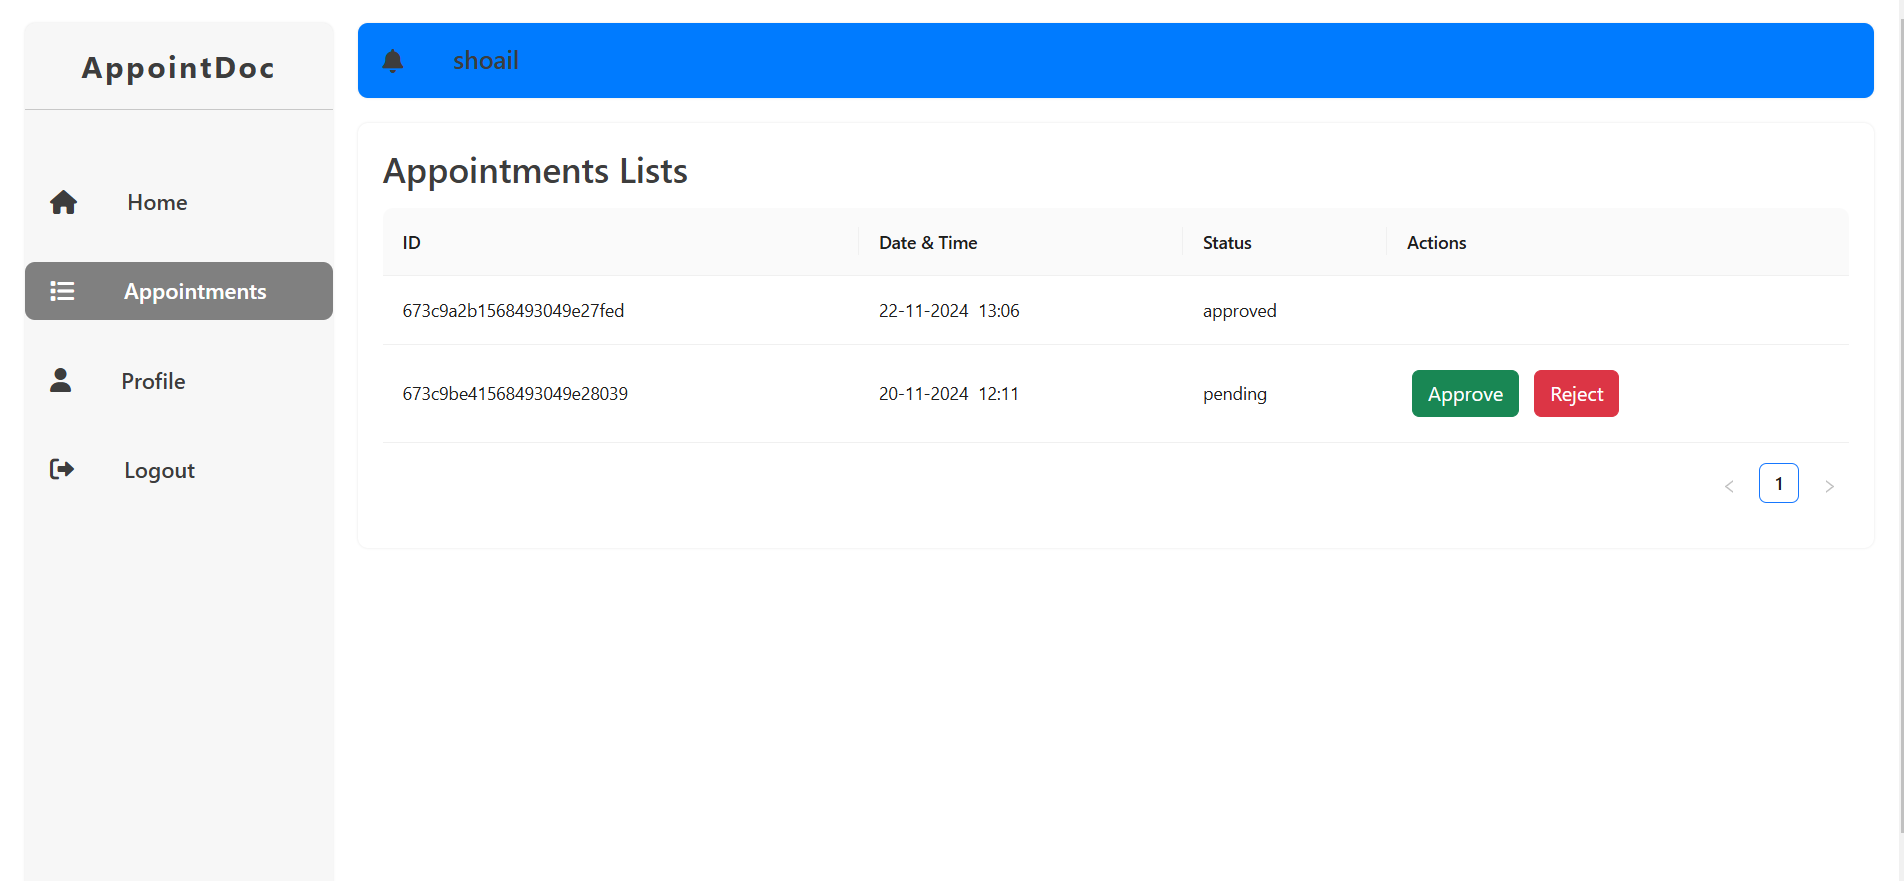 AppointDoc
Home
Appointments
Profile
Logout
shoail
Appointments Lists
ID Date & Time Status Actions
673c9a2b1568493049e27fed 22-11-2024 13:06 approved
673c9be41568493049e28039 20-11-2024 12:11 pending Approve Reject
< 1 >